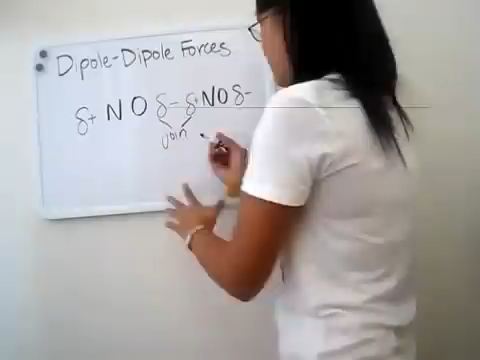 Dipole-Dipole Forces
δ+ N O δ- δ+ N O δ-
join